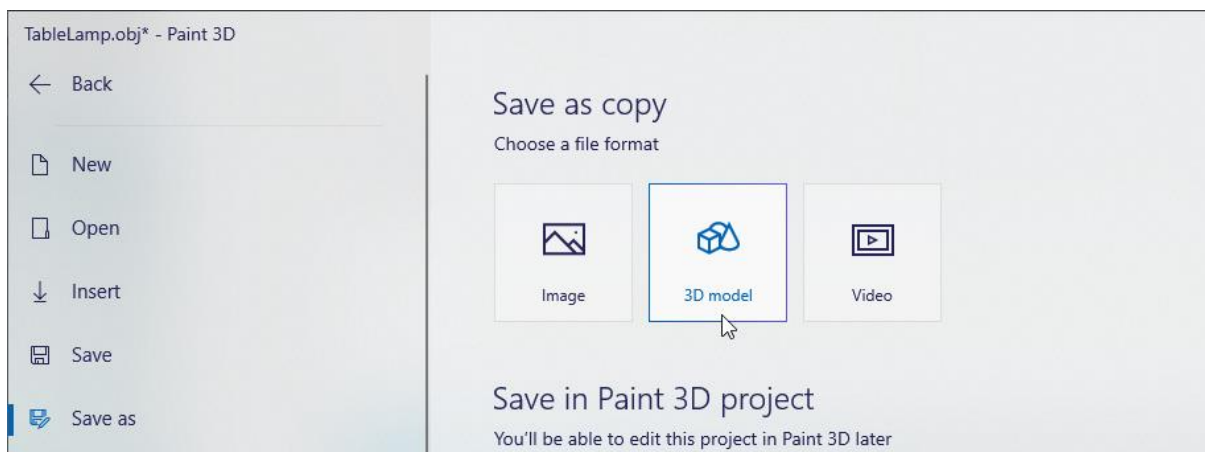 TableLamp.obj* - Paint 3D
Back
New
Open
Insert
Save
Save as
Save as copy
Choose a file format
Image
3D model
Video
Save in Paint 3D project
You'll be able to edit this project in Paint 3D later